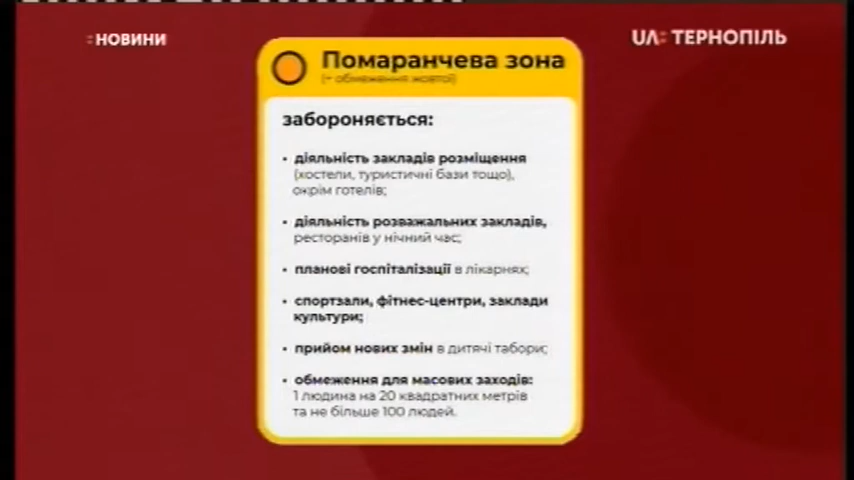 :НОВИНИ
UA: ТЕРНОПІЛЬ
Помаранчева зона
(+ обмеження жовтої)
забороняється:
• діяльність закладів розміщення
(хостели, туристичні бази тощо),
окрім готелів;
• діяльність розважальних закладів,
ресторанів у нічний час;
• планові госпіталізації в лікарнях;
• спортзали, фітнес-центри, заклади
культури;
• прийом нових змін в дитячі табори;
• обмеження для масових заходів:
1 людина на 20 квадратних метрів
та не більше 100 людей.